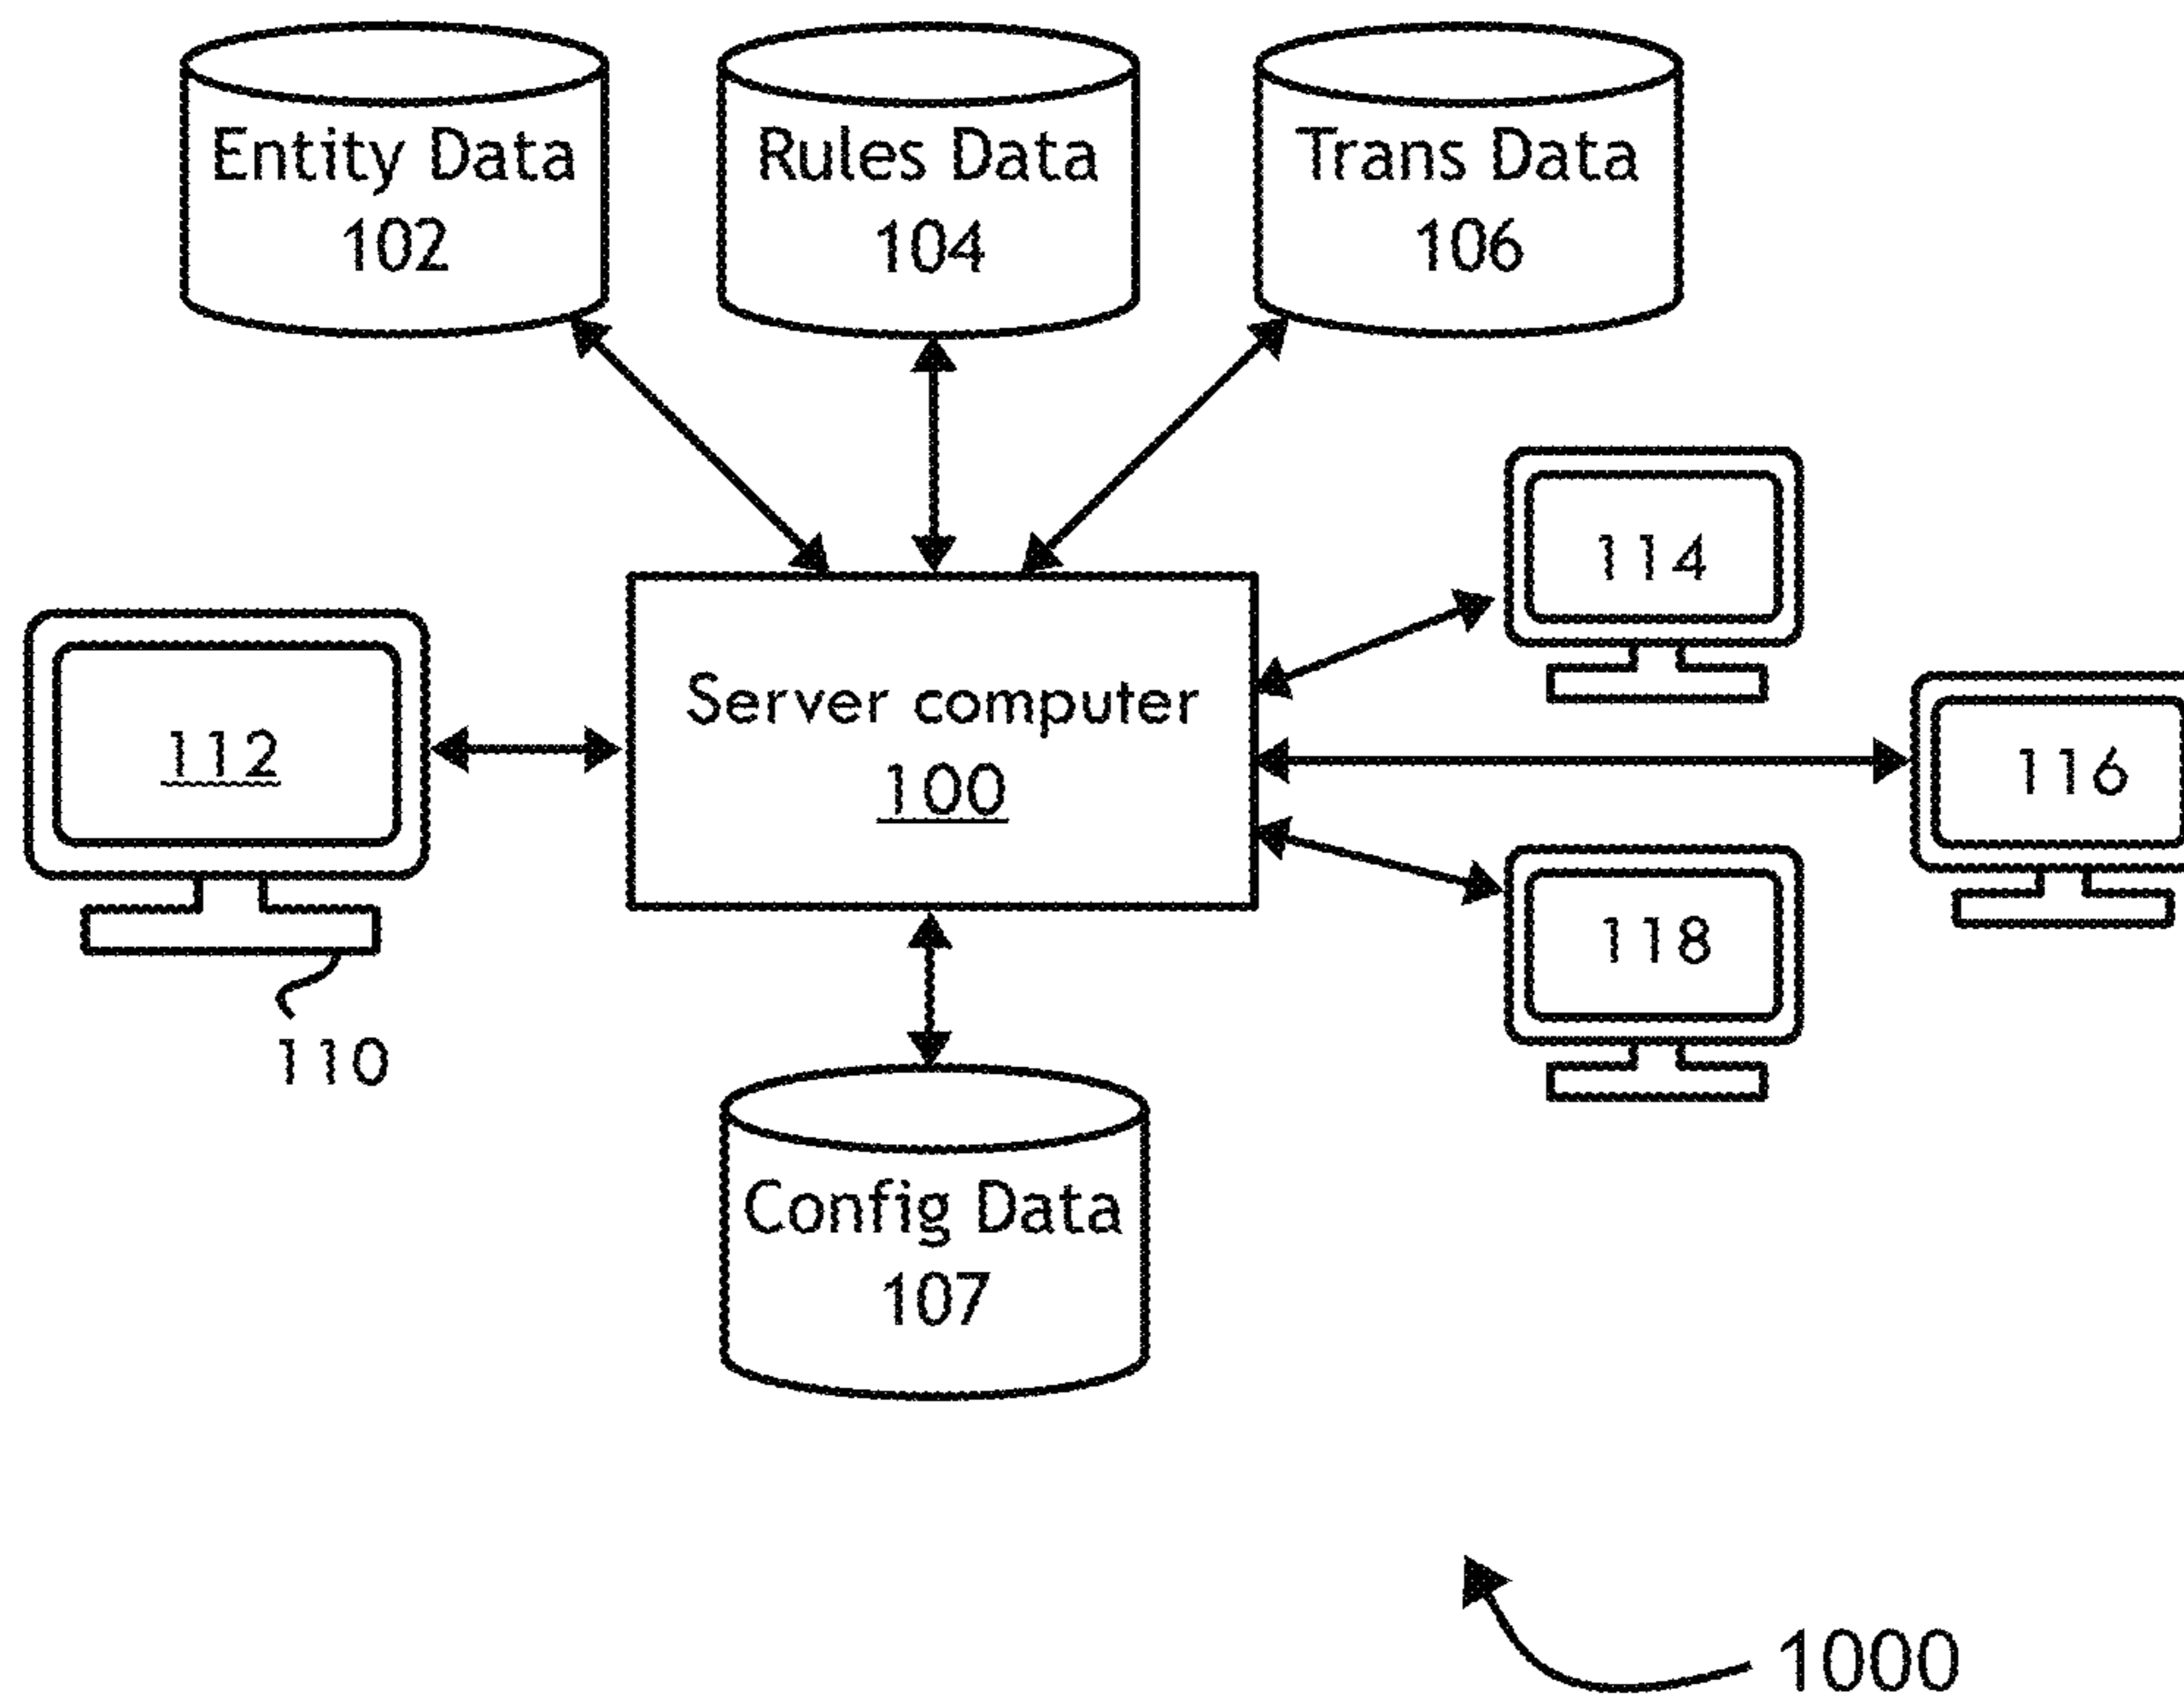 Entity Data
102
Rules Data
104
Trans Data
106
114
Server computer
100
112
116
118
110
Config Data
107
1000